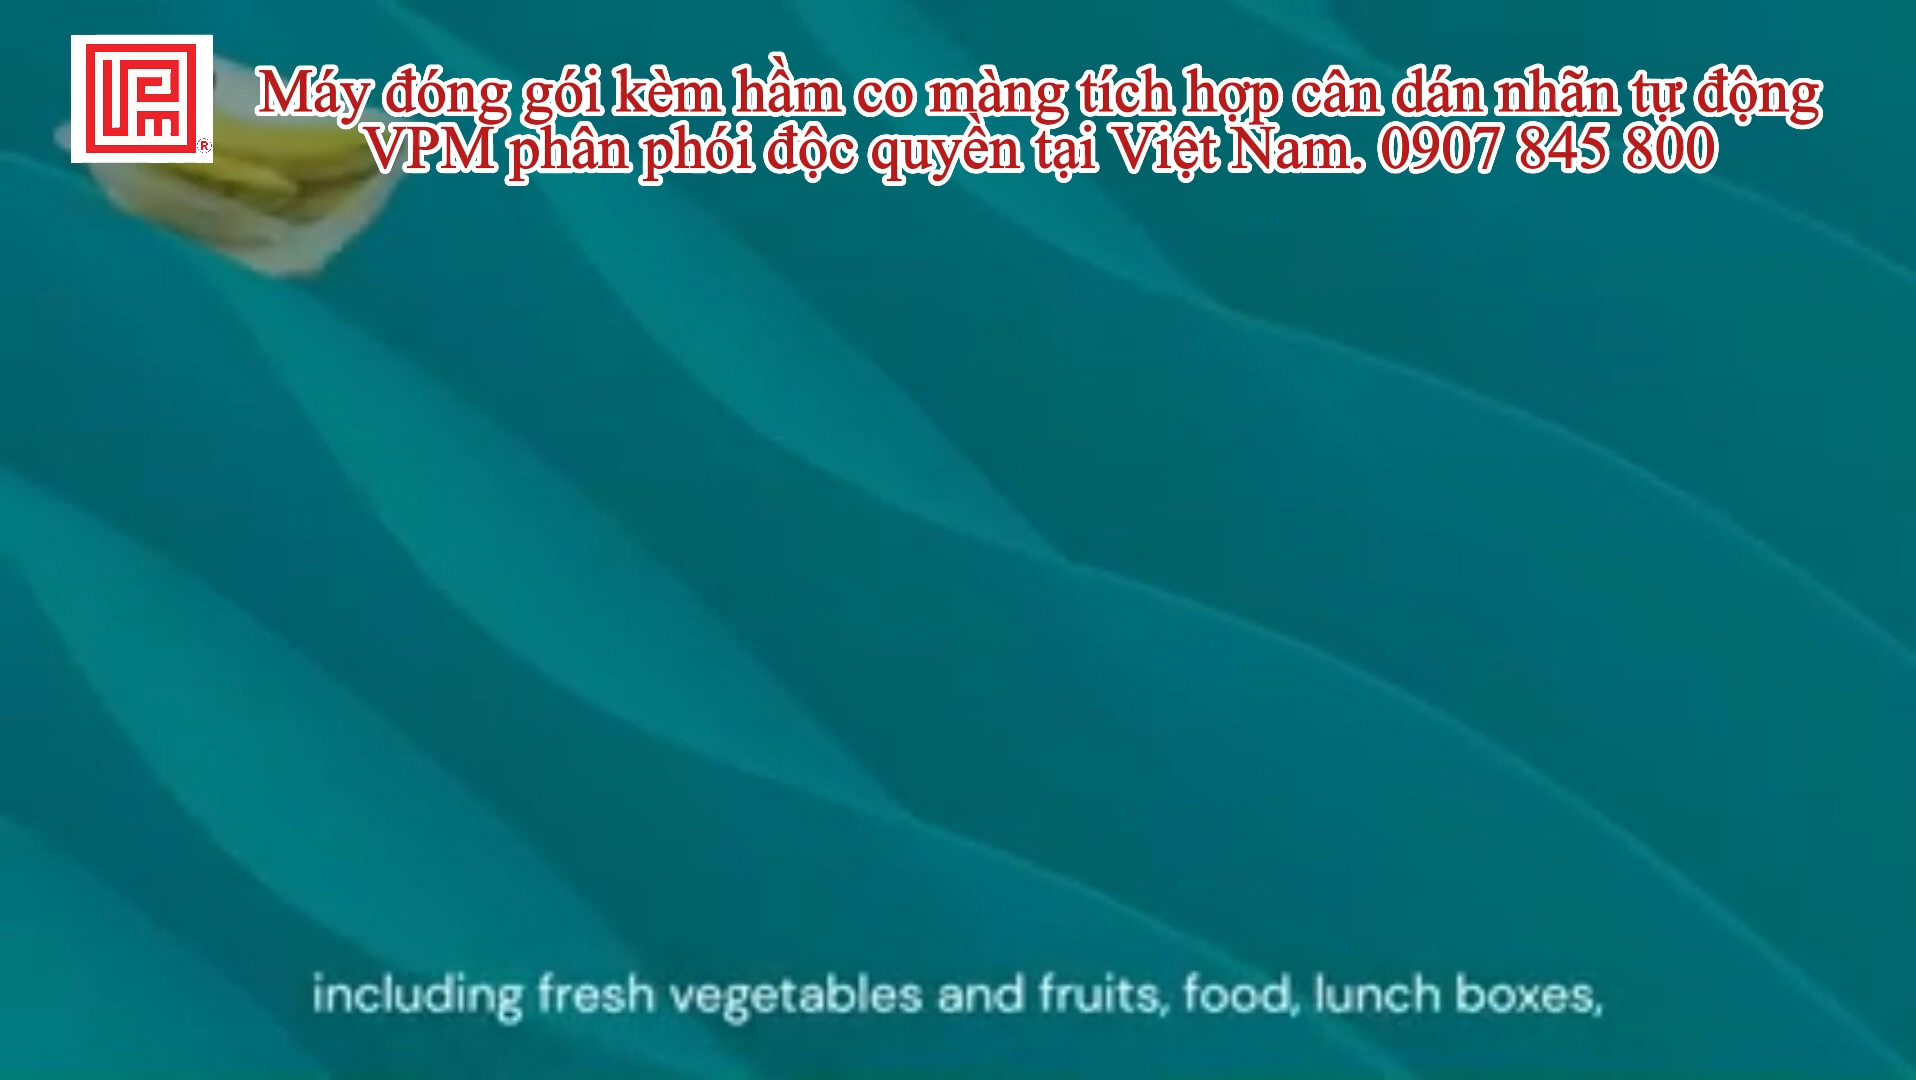 VPM
®
Máy đóng gói kèm hầm co màng tích hợp cân dán nhãn tự động
VPM phân phói độc quyền tại Việt Nam. 0907 845 800
including fresh vegetables and fruits, food, lunch boxes,